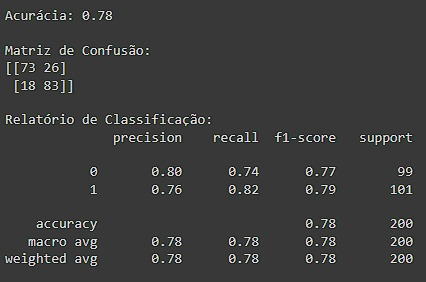 Acurácia: 0.78
Matriz de Confusão:
[[73 26]
[18 83]]
Relatório de Classificação:
precision recall f1-score support
0 0.80 0.74 0.77 99
1 0.76 0.82 0.79 101
accuracy 0.78 200
macro avg 0.78 0.78 0.78 200
weighted avg 0.78 0.78 0.78 200